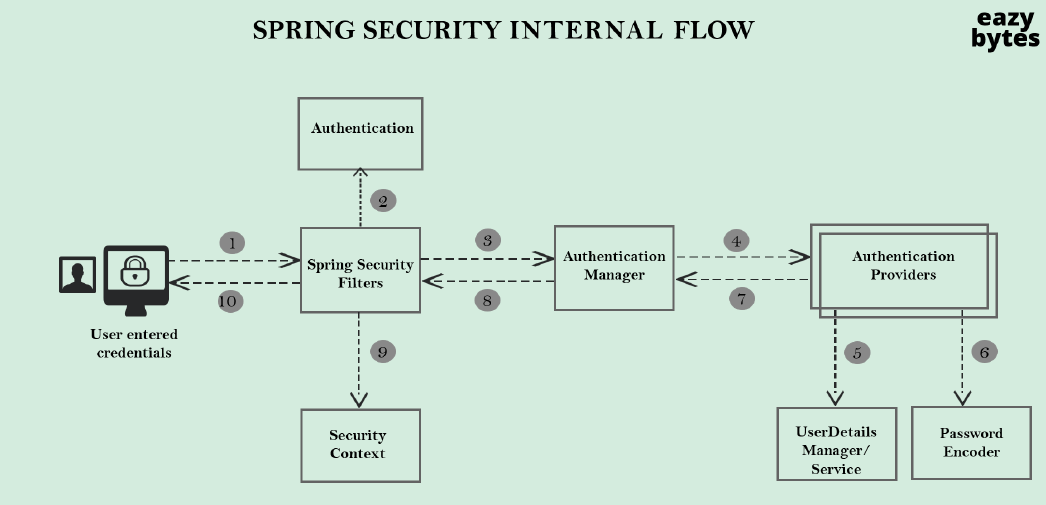 SPRING SECURITY INTERNAL FLOW
eazy
bytes
Authentication
2
1
3
4
Spring Security
Filters
Authentication
Manager
Authentication
Providers
10
8
7
User entered
credentials
9
5
6
Security
Context
UserDetails
Manager/
Service
Password
Encoder